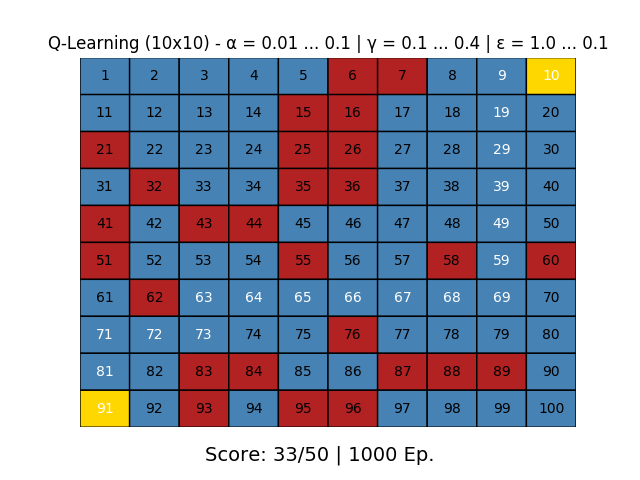 Q-Learning (10x10) - α = 0.01 ... 0.1 | γ = 0.1 ... 0.4 | ε = 1.0 ... 0.1
1 2 3 4 5 6 7 8 9 10
11 12 13 14 15 16 17 18 19 20
21 22 23 24 25 26 27 28 29 30
31 32 33 34 35 36 37 38 39 40
41 42 43 44 45 46 47 48 49 50
51 52 53 54 55 56 57 58 59 60
61 62 63 64 65 66 67 68 69 70
71 72 73 74 75 76 77 78 79 80
81 82 83 84 85 86 87 88 89 90
91 92 93 94 95 96 97 98 99 100
Score: 33/50 | 1000 Ep.